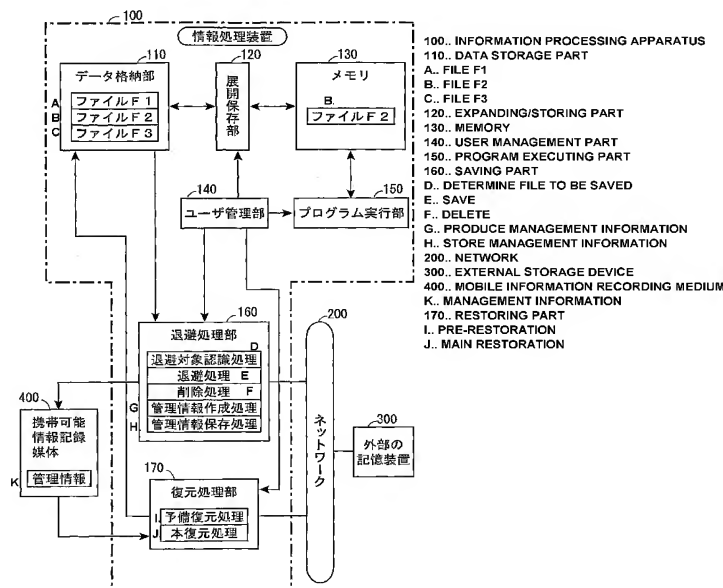 100
情報処理装置
110
データ格納部
A ファイルF1
B ファイルF2
C ファイルF3
120
展開保存部
130
メモリ
B.
ファイルF2
140
ユーザ管理部
150
プログラム実行部
160
退避処理部
D
退避対象認識処理
退避処理 E
削除処理 F
G 管理情報作成処理
H 管理情報保存処理
200
ネットワーク
300
外部の
記憶装置
400
携帯可能
情報記録
媒体
K 管理情報
170
復元処理部
I. 予備復元処理
J. 本復元処理
100.. INFORMATION PROCESSING APPARATUS
110.. DATA STORAGE PART
A.. FILE F1
B.. FILE F2
C.. FILE F3
120.. EXPANDING/STORING PART
130.. MEMORY
140.. USER MANAGEMENT PART
150.. PROGRAM EXECUTING PART
160.. SAVING PART
D.. DETERMINE FILE TO BE SAVED
E.. SAVE
F.. DELETE
G.. PRODUCE MANAGEMENT INFORMATION
H.. STORE MANAGEMENT INFORMATION
200.. NETWORK
300.. EXTERNAL STORAGE DEVICE
400.. MOBILE INFORMATION RECORDING MEDIUM
K.. MANAGEMENT INFORMATION
170.. RESTORING PART
I.. PRE-RESTORATION
J.. MAIN RESTORATION